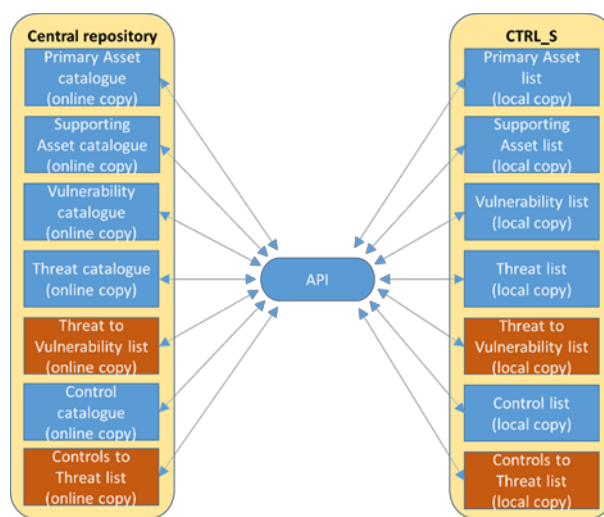 Central repository
Primary Asset
catalogue
(online copy)
Supporting
Asset catalogue
(online copy)
Vulnerability
catalogue
(online copy)
Threat catalogue
(online copy)
Threat to
Vulnerability list
(online copy)
Control
catalogue
(online copy)
Controls to
Threat list
(online copy)
API
CTRL_S
Primary Asset
list
(local copy)
Supporting
Asset list
(local copy)
Vulnerability list
(local copy)
Threat list
(local copy)
Threat to
Vulnerability list
(local copy)
Control list
(local copy)
Controls to
Threat list
(local copy)